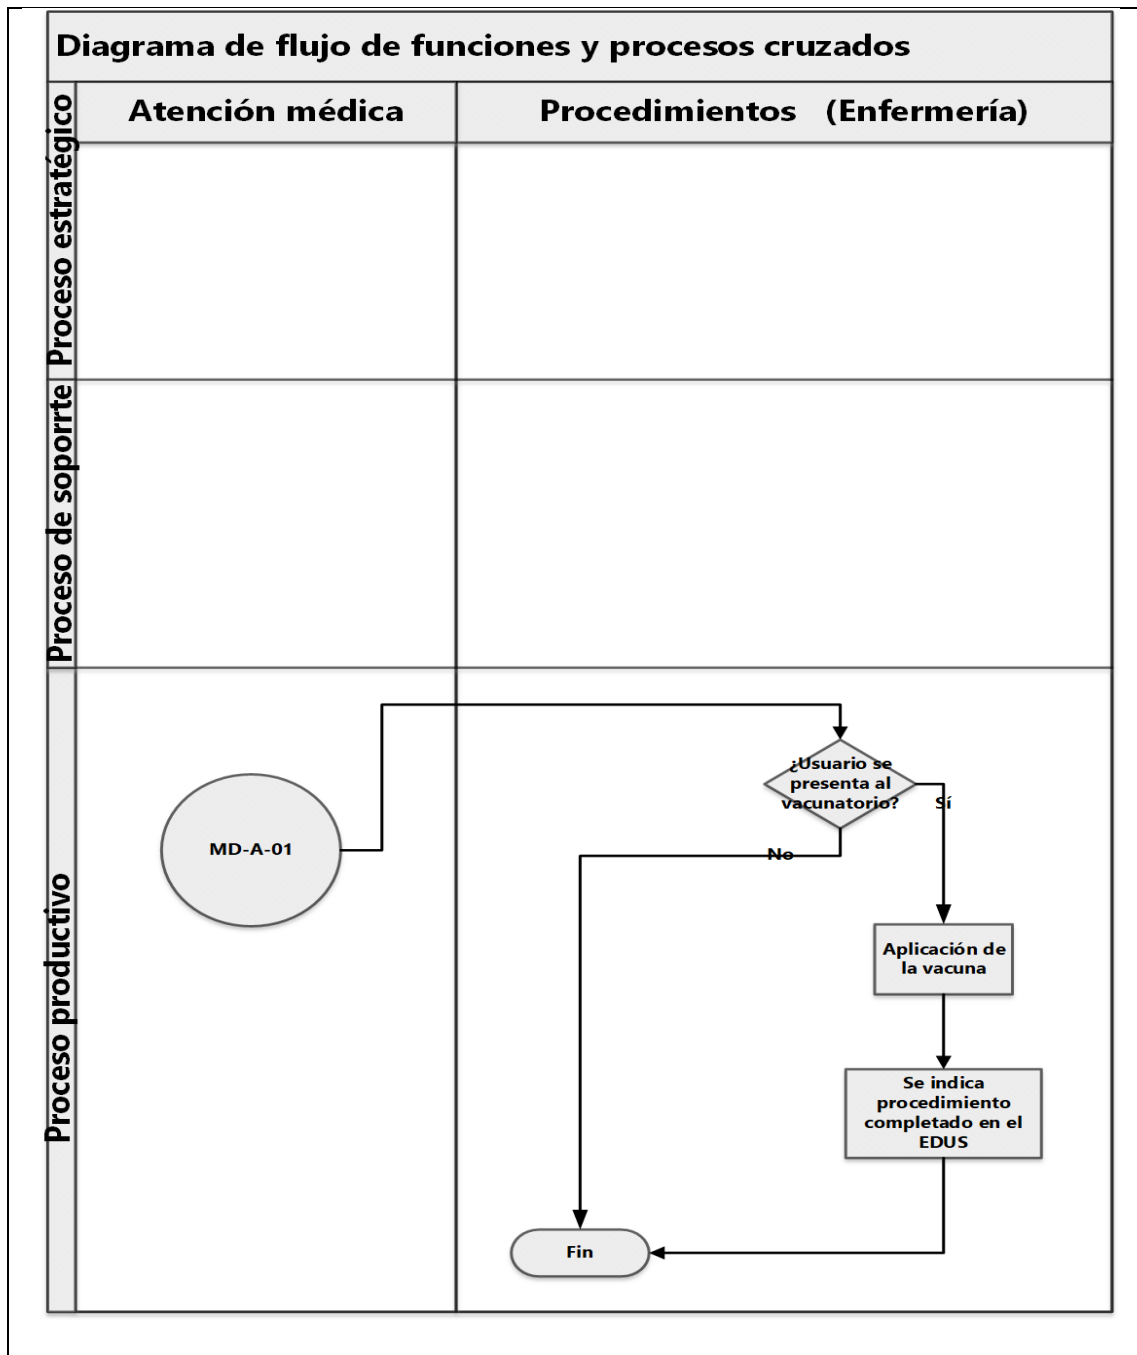 Diagrama de flujo de funciones y procesos cruzados
Atención médica
Procedimientos (Enfermería)
Proceso estratégico
Proceso de soporrte
Proceso productivo
MD-A-01
¿Usuario se
presenta al
vacunatorio?
Sí
No
Aplicación de
la vacuna
Se indica
procedimiento
completado en el
EDUS
Fin